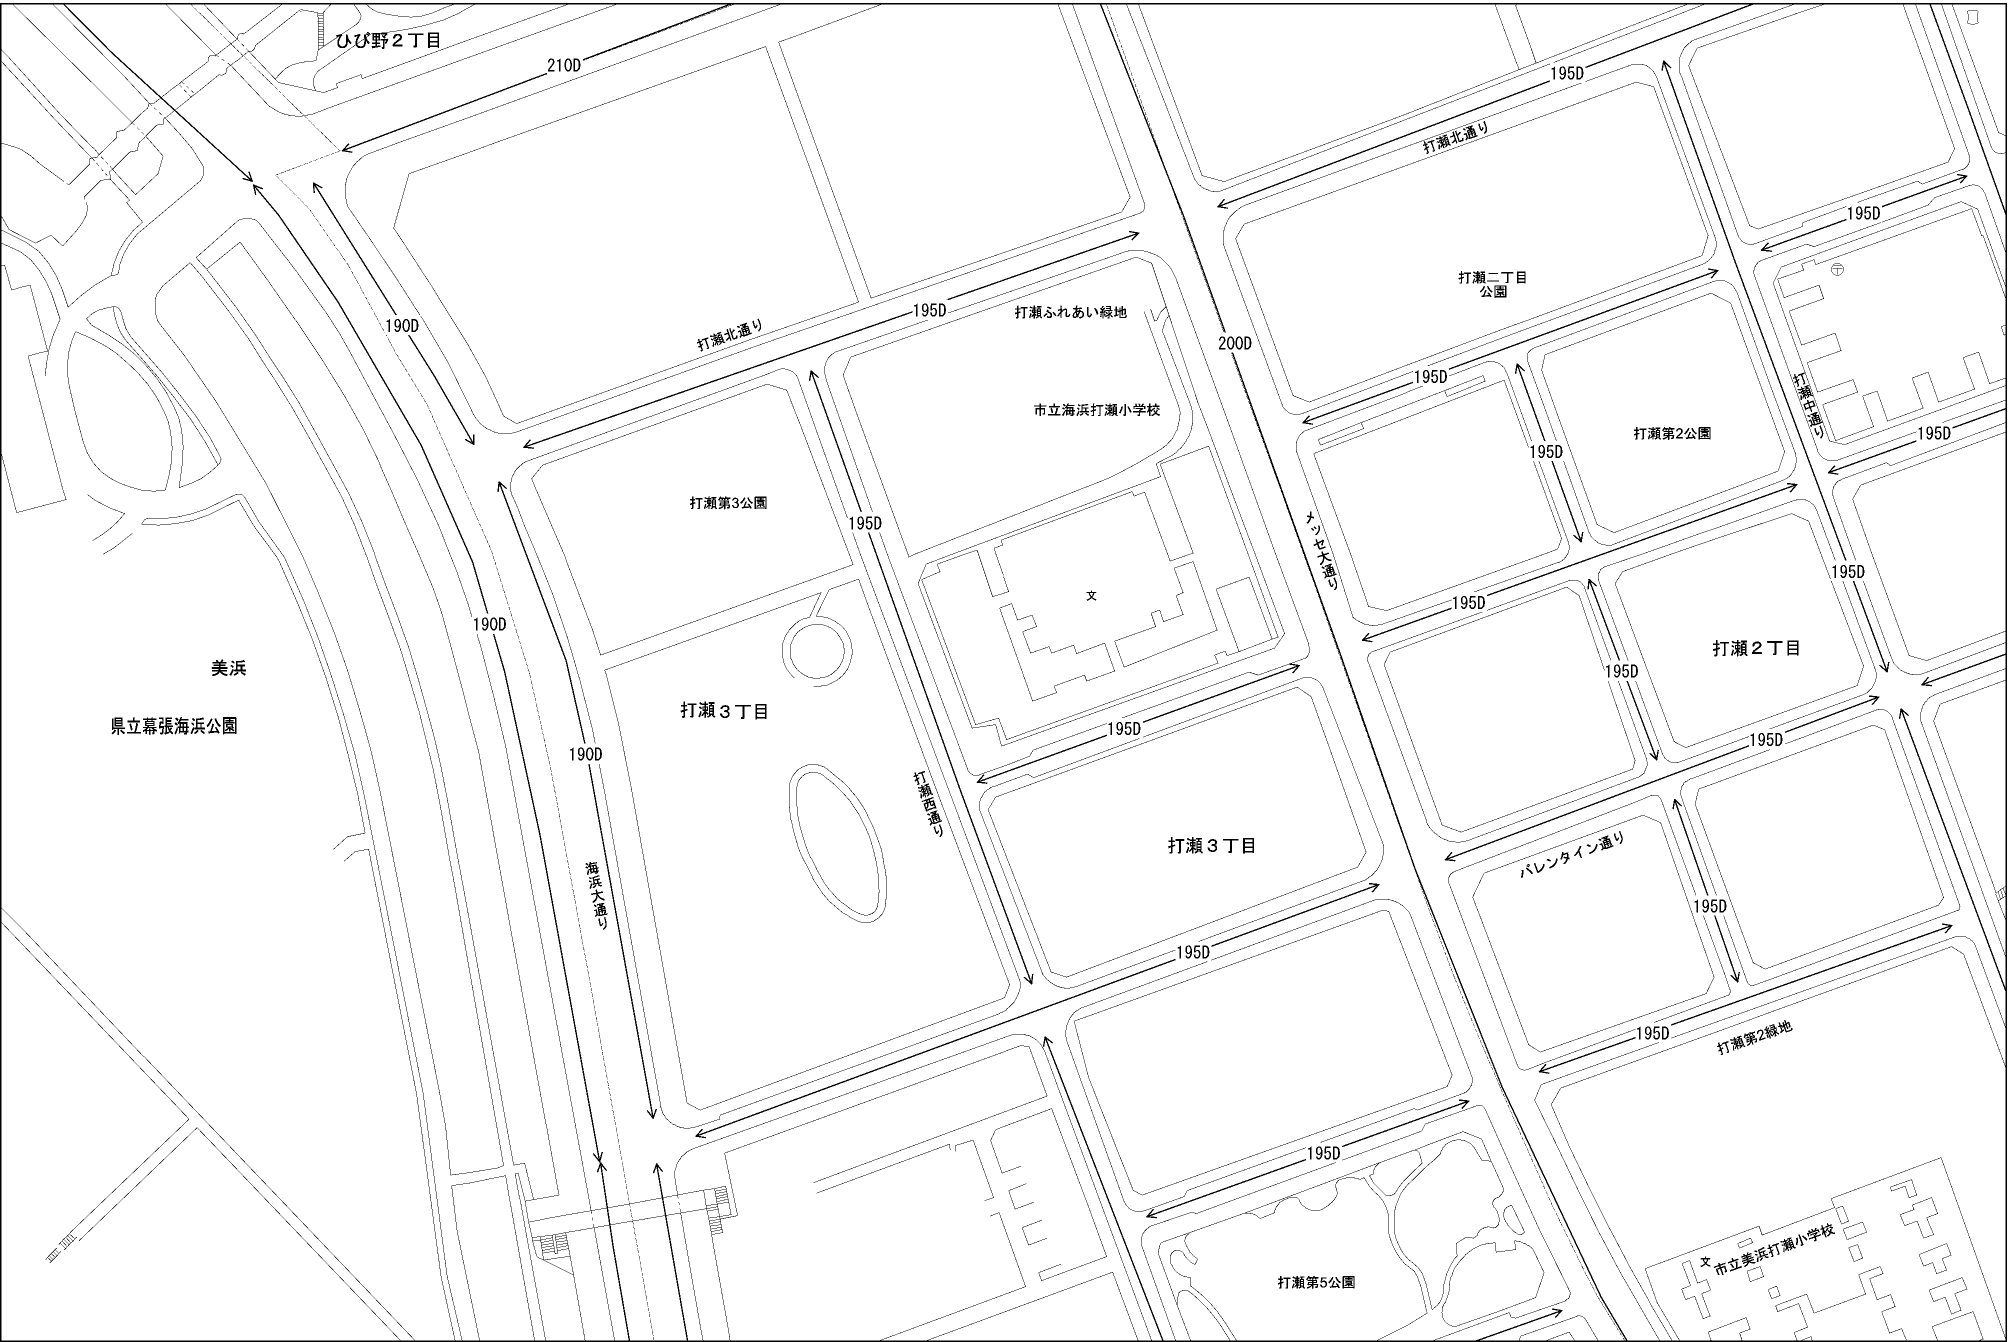 ひび野２丁目
210D
195D
打瀬北通り
195D
打瀬二丁目
公園
190D
195D
打瀬ふれあい緑地
打瀬北通り
200D
195D
打瀬中通り
市立海浜打瀬小学校
打瀬第2公園
195D
195D
打瀬第3公園
195D
メッセ大通り
195D
文
195D
190D
美浜
打瀬２丁目
195D
打瀬３丁目
県立幕張海浜公園
190D
195D
195D
打瀬西通り
打瀬３丁目
バレンタイン通り
海浜大通り
195D
195D
195D
打瀬第2緑地
195D
文
市立美浜打瀬小学校
打瀬第5公園